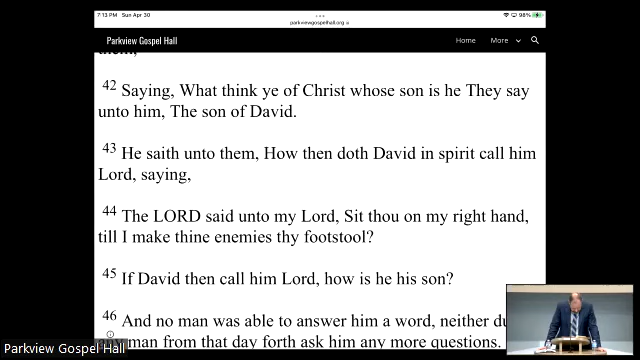 7:13 PM Sun Apr 30
parkviewgospelhall.org
98%
Parkview Gospel Hall
Home More
them,
42 Saying, What think ye of Christ whose son is he They say
unto him, The son of David.
43 He saith unto them, How then doth David in spirit call him
Lord, saying,
44 The LORD said unto my Lord, Sit thou on my right hand,
till I make thine enemies thy footstool?
45 If David then call him Lord, how is he his son?
46 And no man was able to answer him a word, neither du
man from that day forth ask him any more questions.
Parkview Gospel Hall